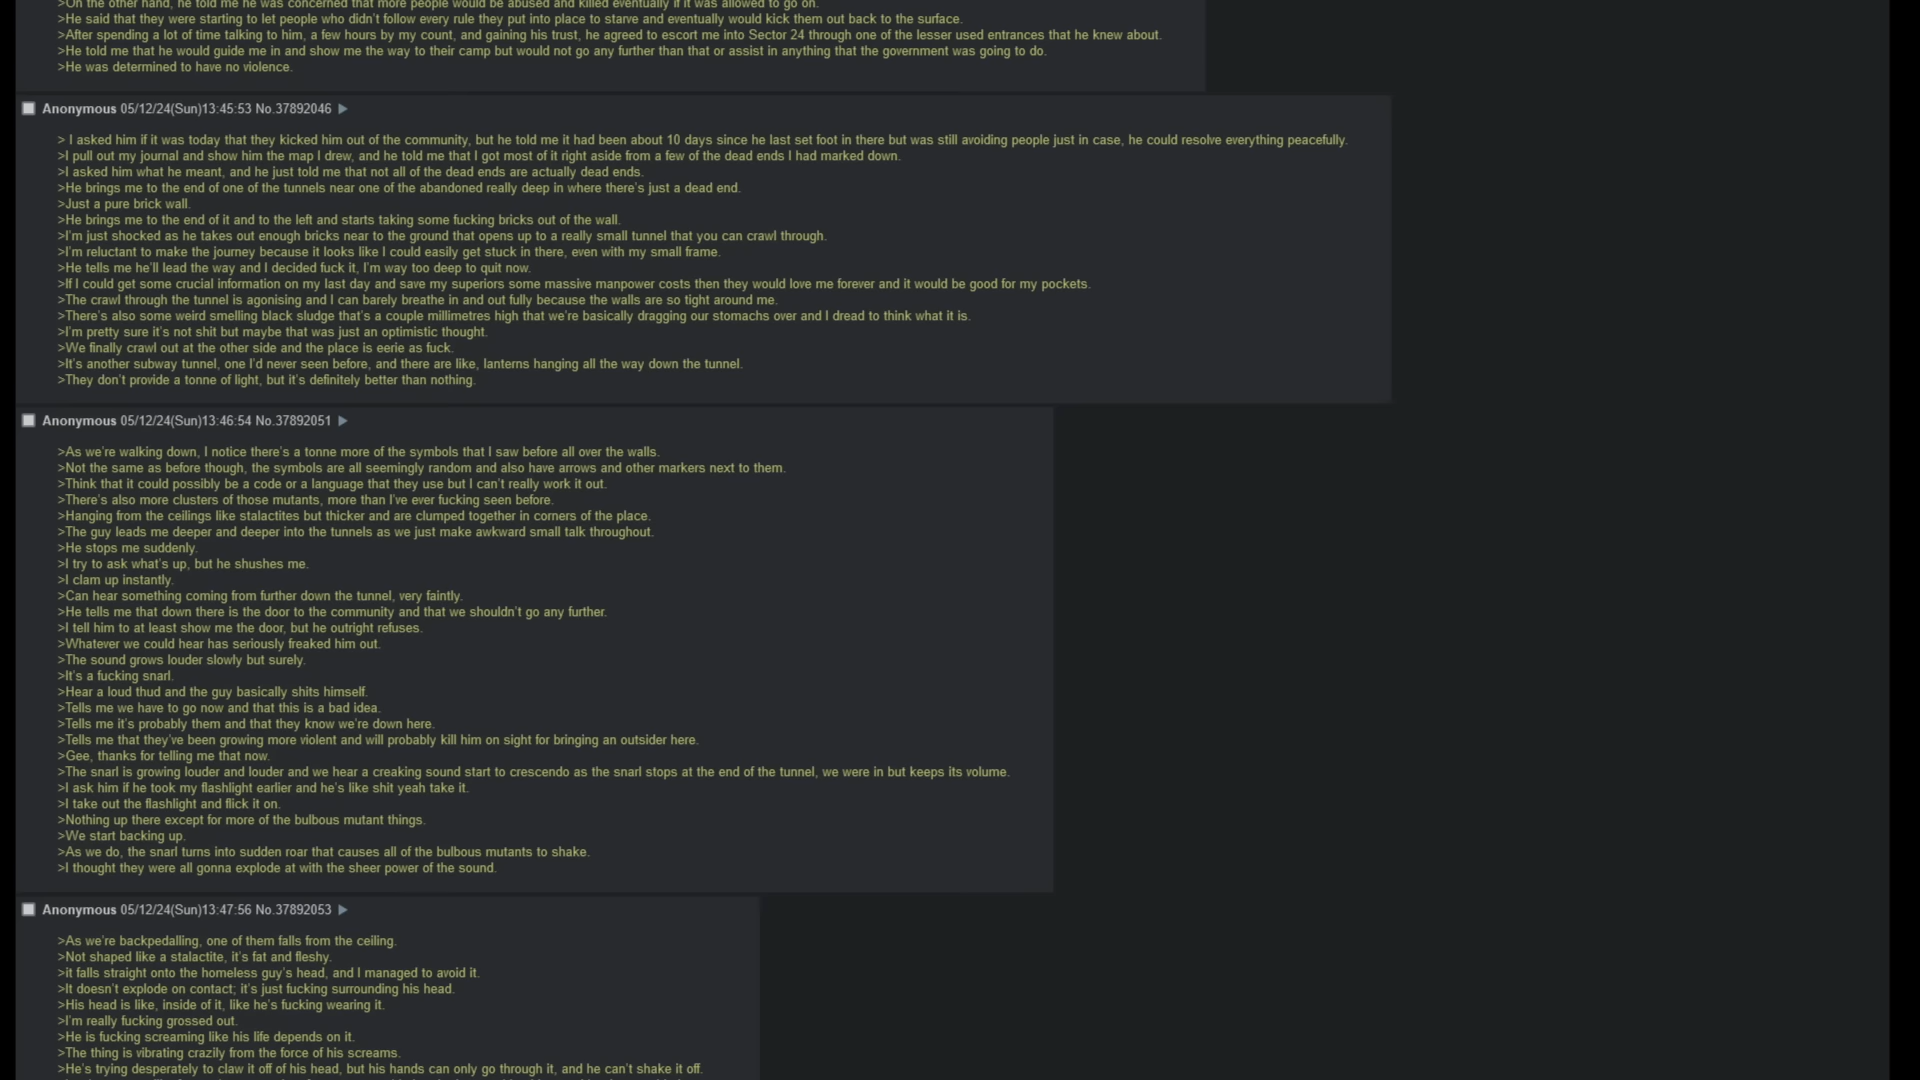 >On the other hand, he told me he was concerned that more people would be abused and killed eventually if it was allowed to go on.
>He said that they were starting to let people who didn't follow every rule they put into place to starve and eventually would kick them out back to the surface.
>After spending a lot of time talking to him, a few hours by my count, and gaining his trust, he agreed to escort me into Sector 24 through one of the lesser used entrances that he knew about.
>He told me that he would guide me in and show me the way to their camp but would not go any further than that or assist in anything that the government was going to do.
>He was determined to have no violence.
Anonymous 05/12/24(Sun)13:45:53 No.37892046 ▶
> I asked him if it was today that they kicked him out of the community, but he told me it had been about 10 days since he last set foot in there but was still avoiding people just in case, he could resolve everything peacefully.
>I pull out my journal and show him the map I drew, and he told me that I got most of it right aside from a few of the dead ends I had marked down.
>I asked him what he meant, and he just told me that not all of the dead ends are actually dead ends.
>He brings me to the end of one of the tunnels near one of the abandoned really deep in where there's just a dead end.
>Just a pure brick wall.
>He brings me to the end of it and to the left and starts taking some fucking bricks out of the wall.
>I'm just shocked as he takes out enough bricks near to the ground that opens up to a really small tunnel that you can crawl through.
>I'm reluctant to make the journey because it looks like I could easily get stuck in there, even with my small frame.
>He tells me he'll lead the way and I decided fuck it, I'm way too deep to quit now.
>If I could get some crucial information on my last day and save my superiors some massive manpower costs then they would love me forever and it would be good for my pockets.
>The crawl through the tunnel is agonising and I can barely breathe in and out fully because the walls are so tight around me.
>There's also some weird smelling black sludge that's a couple millimetres high that we're basically dragging our stomachs over and I dread to think what it is.
>I'm pretty sure it's not shit but maybe that was just an optimistic thought.
>We finally crawl out at the other side and the place is eerie as fuck.
>It's another subway tunnel, one I'd never seen before, and there are like, lanterns hanging all the way down the tunnel.
>They don't provide a tonne of light, but it's definitely better than nothing.
Anonymous 05/12/24(Sun)13:46:54 No.37892051 ▶
>As we're walking down, I notice there's a tonne more of the symbols that I saw before all over the walls.
>Not the same as before though, the symbols are all seemingly random and also have arrows and other markers next to them.
>Think that it could possibly be a code or a language that they use but I can't really work it out.
>There's also more clusters of those mutants, more than I've ever fucking seen before.
>Hanging from the ceilings like stalactites but thicker and are clumped together in corners of the place.
>The guy leads me deeper and deeper into the tunnels as we just make awkward small talk throughout.
>He stops me suddenly.
>I try to ask what's up, but he shushes me.
>I clam up instantly.
>Can hear something coming from further down the tunnel, very faintly.
>He tells me that down there is the door to the community and that we shouldn't go any further.
>I tell him to at least show me the door, but he outright refuses.
>Whatever we could hear has seriously freaked him out.
>The sound grows louder slowly but surely.
>It's a fucking snarl.
>Hear a loud thud and the guy basically shits himself.
>Tells me we have to go now and that this is a bad idea.
>Tells me it's probably them and that they know we're down here.
>Tells me that they've been growing more violent and will probably kill him on sight for bringing an outsider here.
>Gee, thanks for telling me that now.
>The snarl is growing louder and louder and we hear a creaking sound start to crescendo as the snarl stops at the end of the tunnel, we were in but keeps its volume.
>I ask him if he took my flashlight earlier and he's like shit yeah take it.
>I take out the flashlight and flick it on.
>Nothing up there except for more of the bulbous mutant things.
>We start backing up.
>As we do, the snarl turns into sudden roar that causes all of the bulbous mutants to shake.
>I thought they were all gonna explode at with the sheer power of the sound.
Anonymous 05/12/24(Sun)13:47:56 No.37892053 ▶
>As we're backpedalling, one of them falls from the ceiling.
>Not shaped like a stalactite, it's fat and fleshy.
>it falls straight onto the homeless guy's head, and I managed to avoid it.
>It doesn't explode on contact; it's just fucking surrounding his head.
>His head is like, inside of it, like he's fucking wearing it.
>I'm really fucking grossed out.
>He is fucking screaming like his life depends on it.
>The thing is vibrating crazily from the force of his screams.
>He's trying desperately to claw it off of his head, but his hands can only go through it, and he can't shake it off.